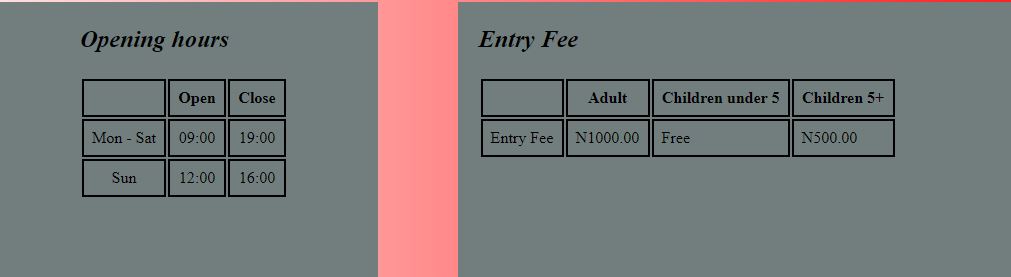 Opening hours
Open Close
Mon - Sat 09:00 19:00
Sun 12:00 16:00
Entry Fee
Adult Children under 5 Children 5+
Entry Fee N1000.00 Free N500.00